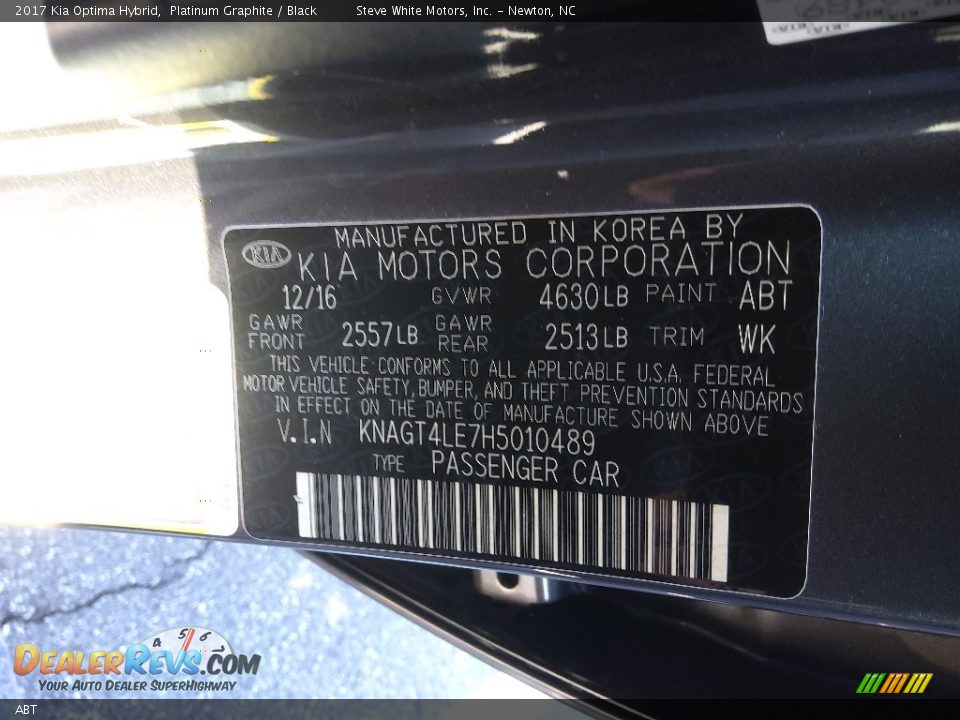 2017 Kia Optima Hybrid, Platinum Graphite / Black Steve White Motors, Inc. - Newton, NC
MANUFACTURED IN KOREA BY
KIA KIA MOTORS CORPORATION
12/16 GVWR 4630LB PAINT ABT
GAWR FRONT 2557LB GAWR REAR 2513LB TRIM WK
THIS VEHICLE CONFORMS TO ALL APPLICABLE U.S.A. FEDERAL
MOTOR VEHICLE SAFETY, BUMPER, AND THEFT PREVENTION STANDARDS
IN EFFECT ON THE DATE OF MANUFACTURE SHOWN ABOVE
V.I.N KNAGT4LE7H5010489
TYPE PASSENGER CAR
4 5 6
DEALERREVS.COM
YOUR AUTO DEALER SUPERHIGHWAY
ABT